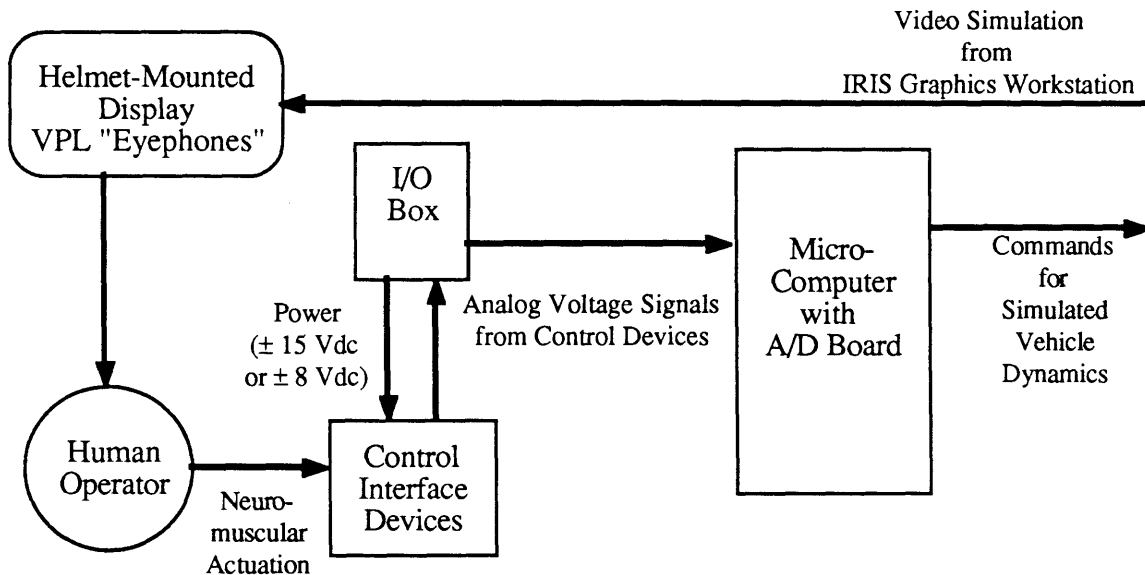 Video Simulation
from
IRIS Graphics Workstation
Helmet-Mounted
Display
VPL "Eyephones"
I/O
Box
Micro-
Computer
with
A/D Board
Commands
for
Simulated
Vehicle
Dynamics
Analog Voltage Signals
from Control Devices
Power
(± 15 Vdc
or ± 8 Vdc)
Human
Operator
Neuro-
muscular
Actuation
Control
Interface
Devices